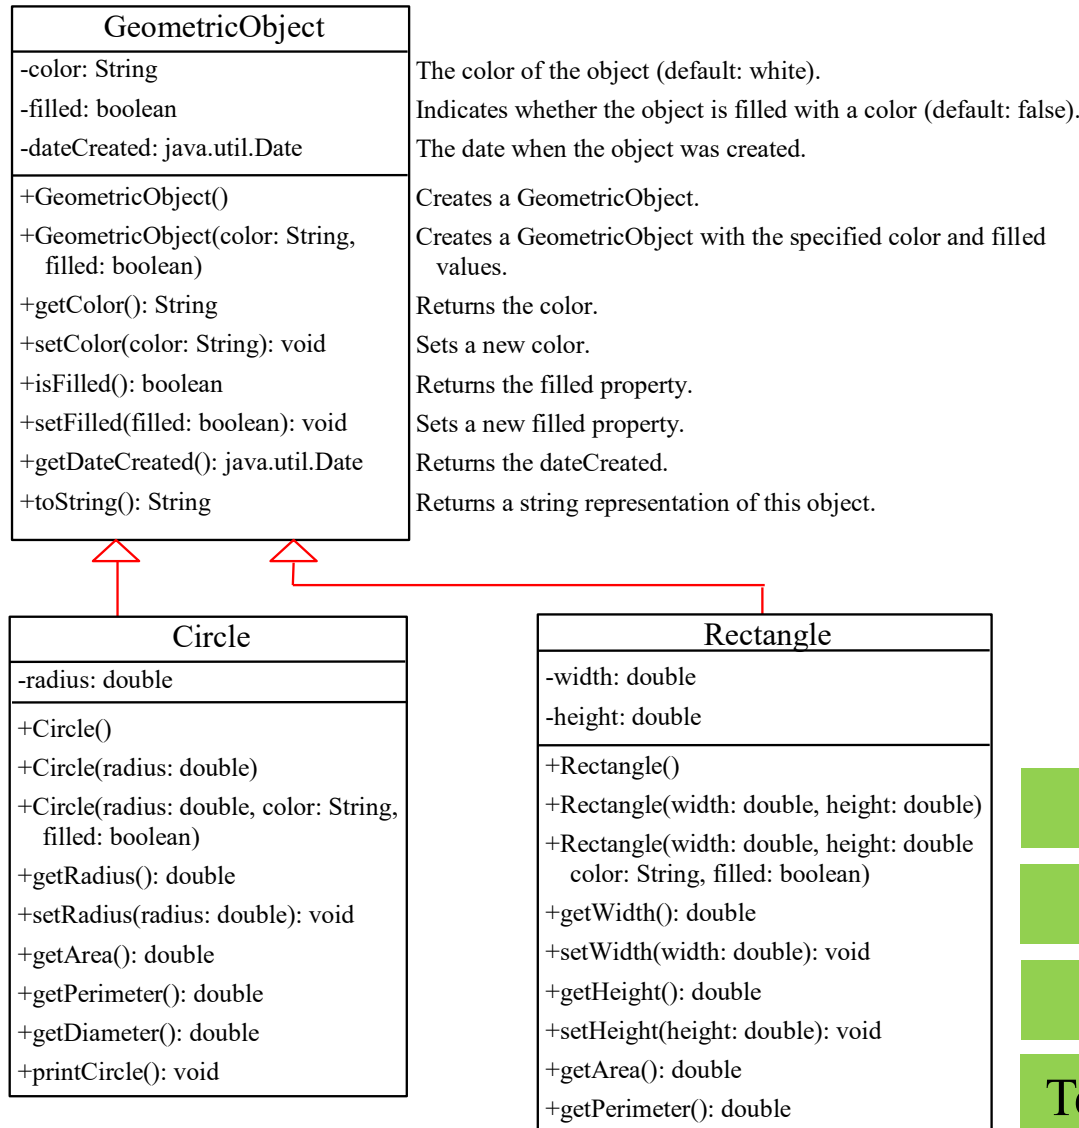 GeometricObject
-color: String
The color of the object (default: white).
-filled: boolean
Indicates whether the object is filled with a color (default: false).
-dateCreated: java.util.Date
The date when the object was created.
+GeometricObject()
Creates a GeometricObject.
+GeometricObject(color: String,
filled: boolean)
Creates a GeometricObject with the specified color and filled
values.
+getColor(): String
Returns the color.
+setColor(color: String): void
Sets a new color.
+isFilled(): boolean
Returns the filled property.
+setFilled(filled: boolean): void
Sets a new filled property.
+getDateCreated(): java.util.Date
Returns the dateCreated.
+toString(): String
Returns a string representation of this object.
Circle
-radius: double
+Circle()
+Circle(radius: double)
+Circle(radius: double, color: String,
filled: boolean)
+getRadius(): double
+setRadius(radius: double): void
+getArea(): double
+getPerimeter(): double
+getDiameter(): double
+printCircle(): void
Rectangle
-width: double
-height: double
+Rectangle()
+Rectangle(width: double, height: double)
+Rectangle(width: double, height: double
color: String, filled: boolean)
+getWidth(): double
+setWidth(width: double): void
+getHeight(): double
+setHeight(height: double): void
+getArea(): double
+getPerimeter(): double